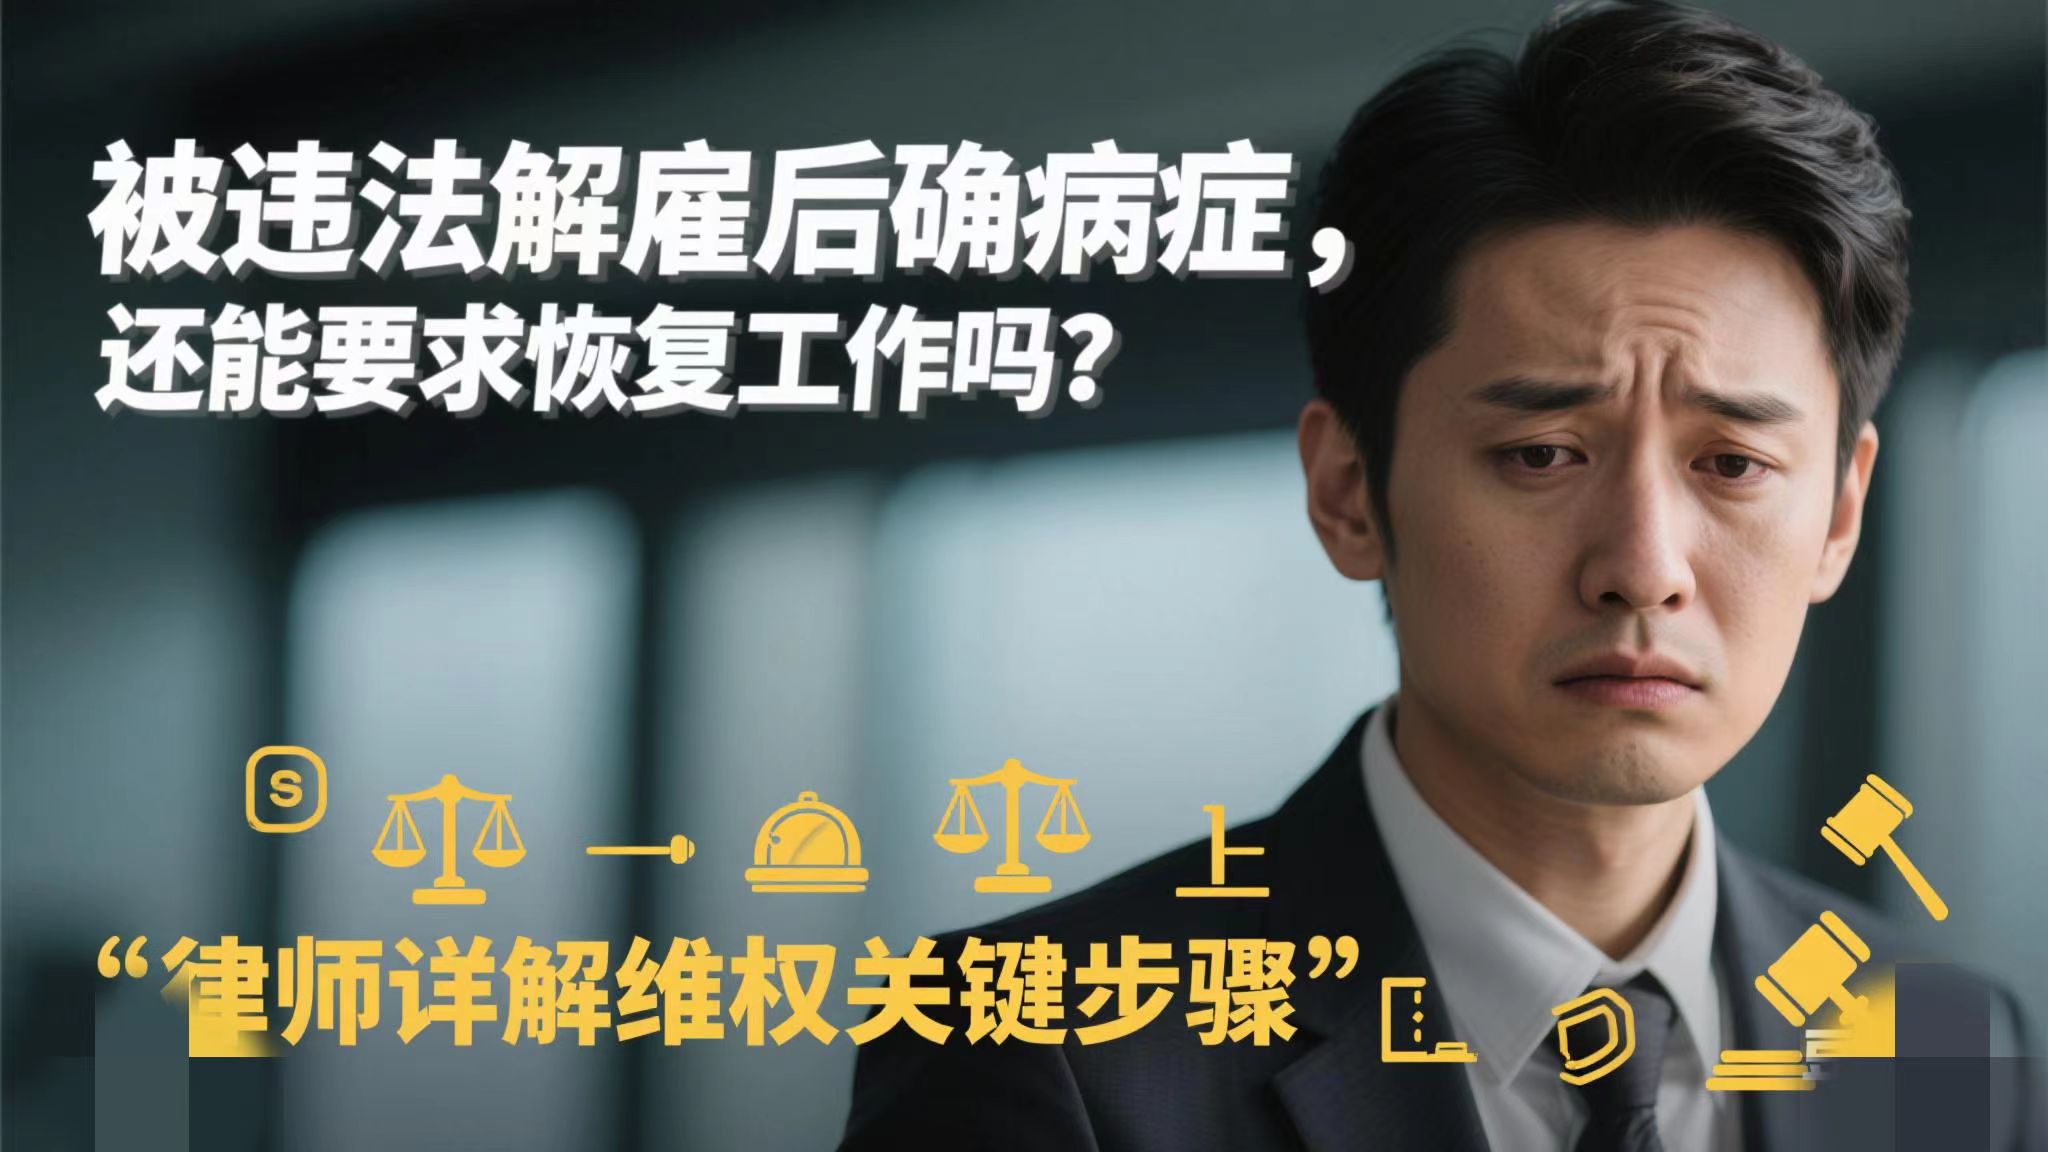 被违法解雇后确病症，
还能要求恢复工作吗？
S
“律师详解维权关键步骤”